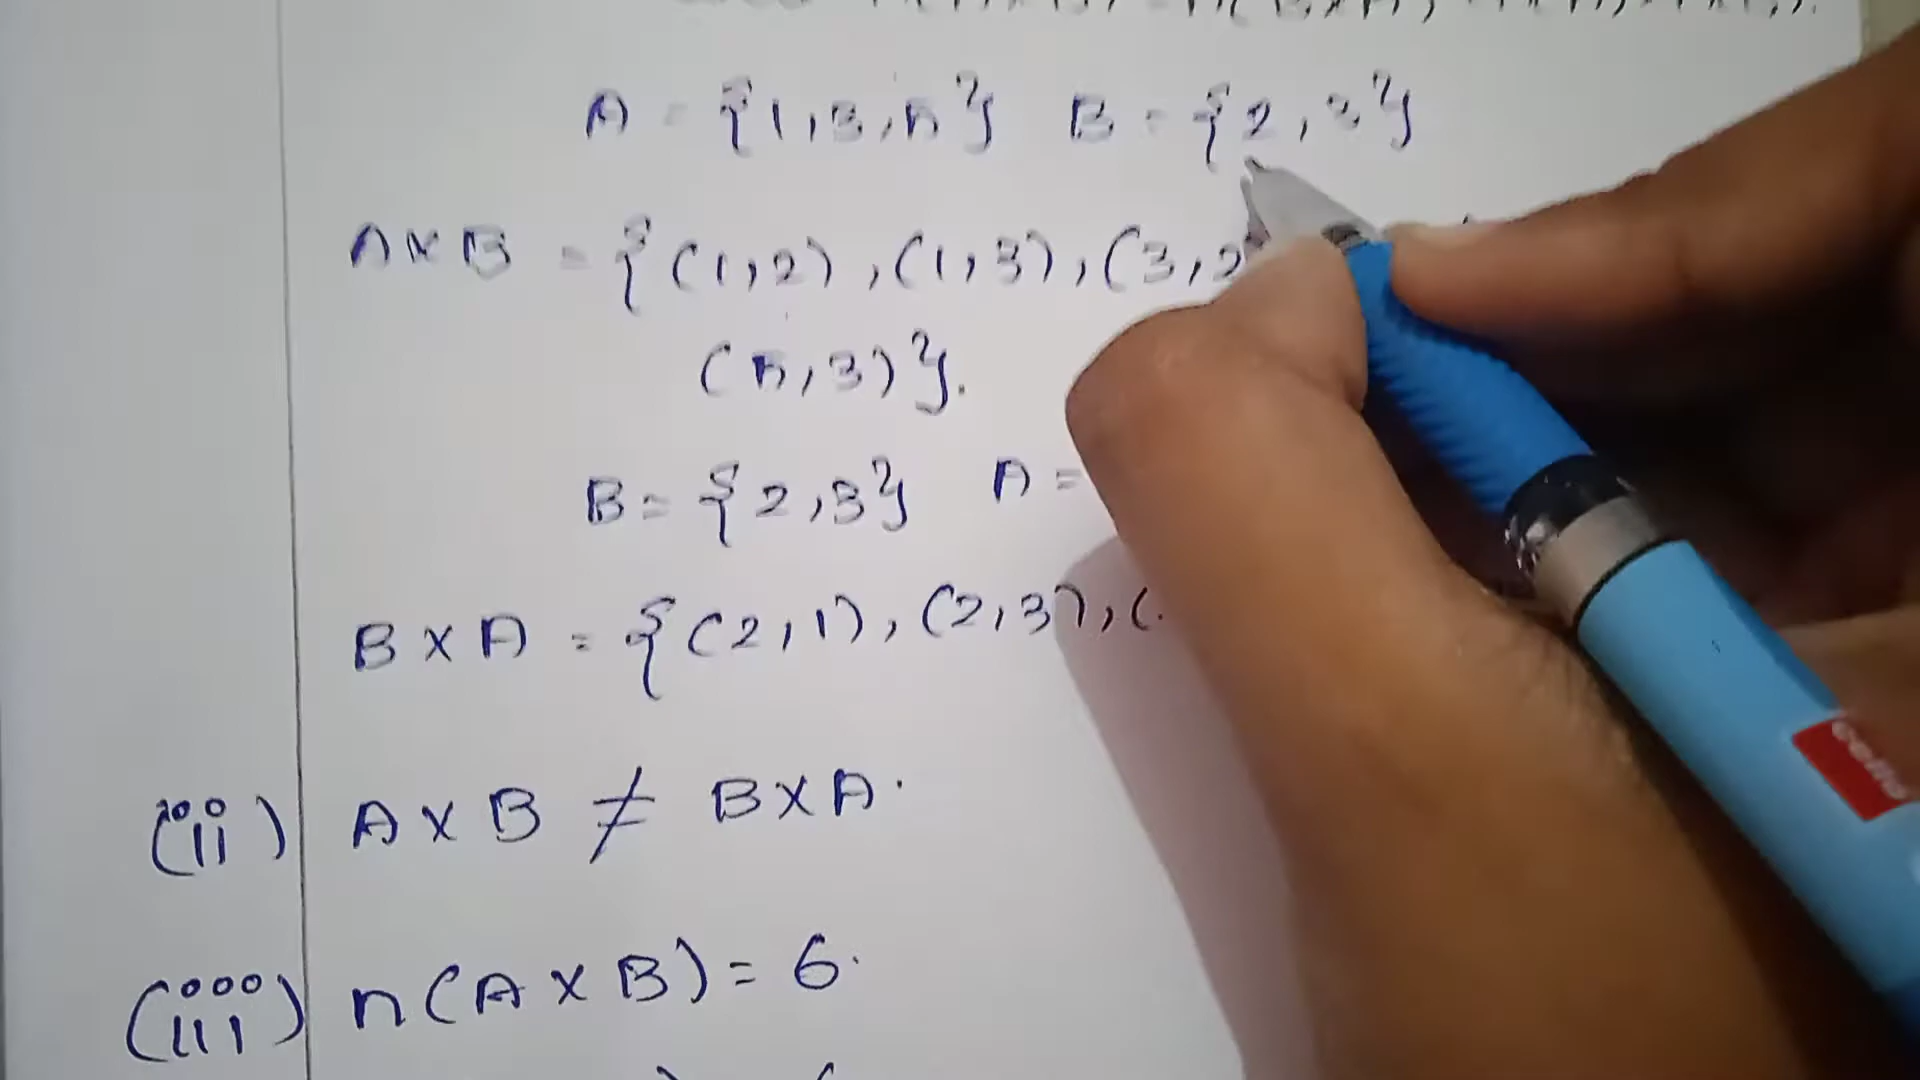 A = {1,3,5} B = {2,3}
A×B = {(1,2),(1,3),(3,2
(5,3)}.
B = {2,3} A =
B×A = {(2,1),(2,3),(
(ii) A×B ≠ B×A.
(iii) n(A×B) = 6.
cello